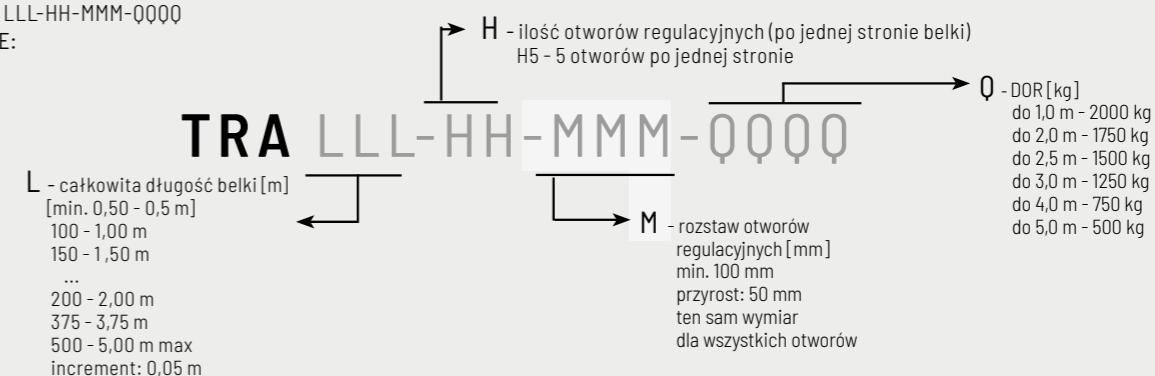 LLL-HH-MMM-QQQQ
E:
H - ilość otworów regulacyjnych (po jednej stronie belki)
H5 - 5 otworów po jednej stronie
TRA LLL-HH-MMM-QQQQ
Q - DOR [kg]
do 1,0 m - 2000 kg
do 2,0 m - 1750 kg
do 2,5 m - 1500 kg
do 3,0 m - 1250 kg
do 4,0 m - 750 kg
do 5,0 m - 500 kg
L - całkowita długość belki [m]
[min. 0,50 - 0,5 m]
100 - 1,00 m
150 - 1,50 m
...
200 - 2,00 m
375 - 3,75 m
500 - 5,00 m max
increment: 0,05 m
M - rozstaw otworów
regulacyjnych [mm]
min. 100 mm
przyrost: 50 mm
ten sam wymiar
dla wszystkich otworów